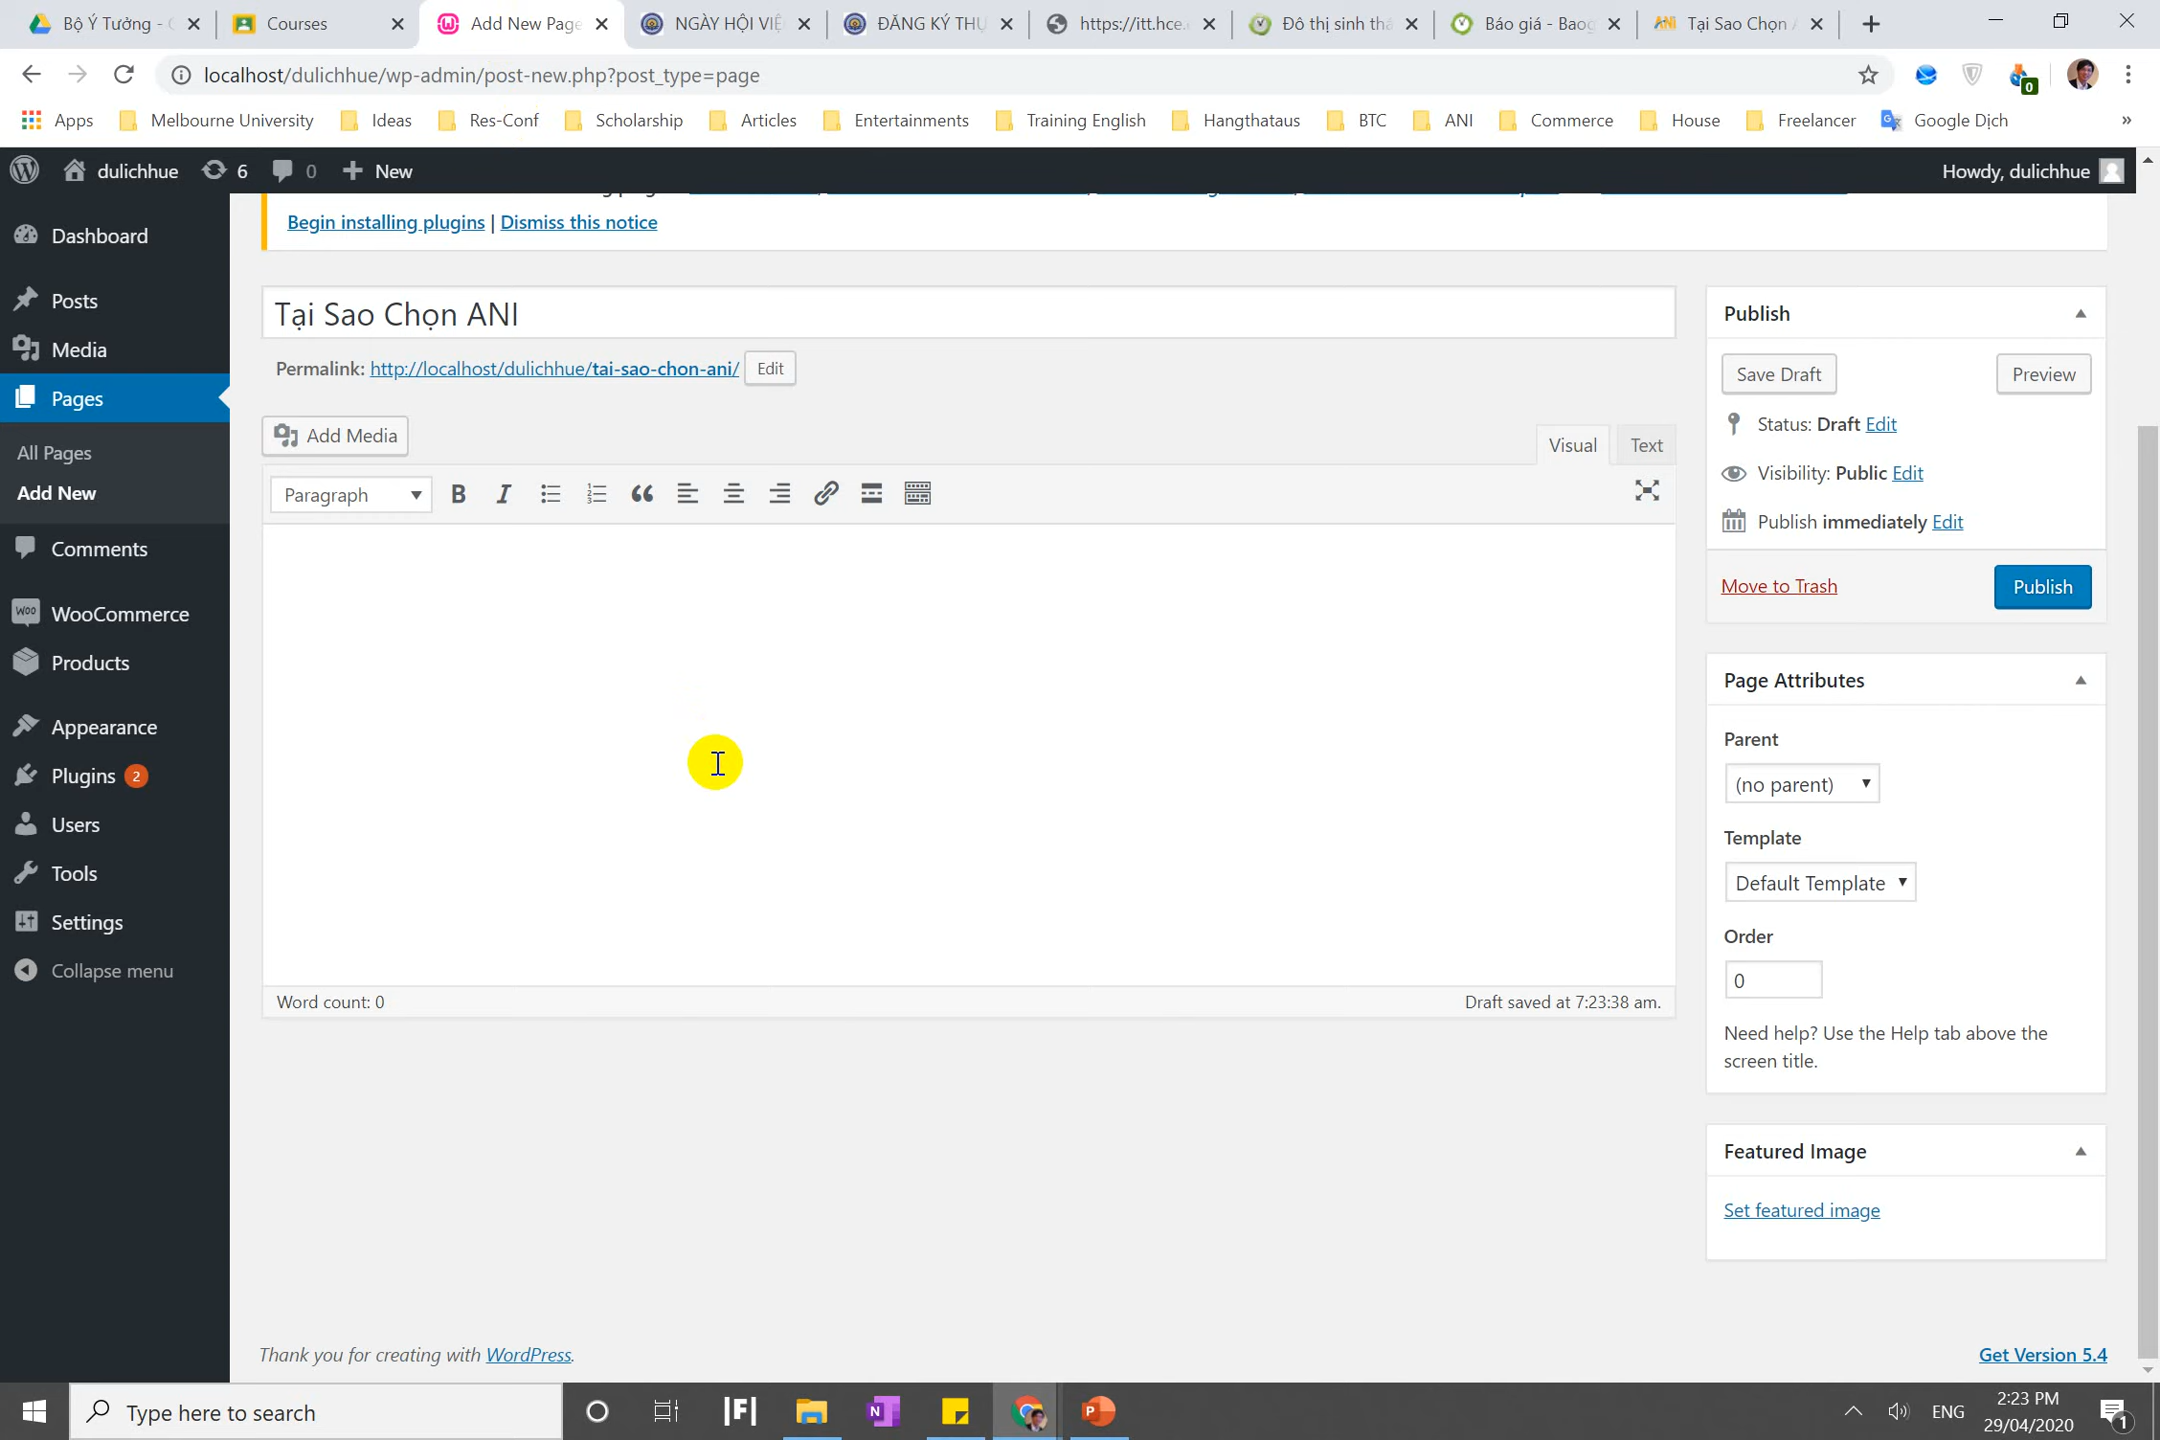 Bộ Ý Tưởng -
Courses
Add New Page
NGÀY HỘI VIỆ
ĐĂNG KÝ THỰ
https://itt.hce.e
Đô thị sinh thá
Báo giá - Baog
Tại Sao Chọn A
localhost/dulichhue/wp-admin/post-new.php?post_type=page
0
Apps
Melbourne University
Ideas
Res-Conf
Scholarship
Articles
Entertainments
Training English
Hangthataus
BTC
ANI
Commerce
House
Freelancer
Google Dịch
»
dulichhue
6
0
New
Howdy, dulichhue
Dashboard
Posts
Media
Pages
All Pages
Add New
Comments
WooCommerce
Products
Appearance
Plugins 2
Users
Tools
Settings
Collapse menu
Begin installing plugins | Dismiss this notice
Tại Sao Chọn ANI
Permalink: http://localhost/dulichhue/tai-sao-chon-ani/ Edit
Add Media
Visual
Text
Paragraph
Word count: 0
Draft saved at 7:23:38 am.
Publish
Save Draft
Preview
Status: Draft Edit
Visibility: Public Edit
Publish immediately Edit
Move to Trash
Publish
Page Attributes
Parent
(no parent)
Template
Default Template
Order
0
Need help? Use the Help tab above the
screen title.
Featured Image
Set featured image
Thank you for creating with WordPress.
Get Version 5.4
Type here to search
ENG
2:23 PM
29/04/2020
1